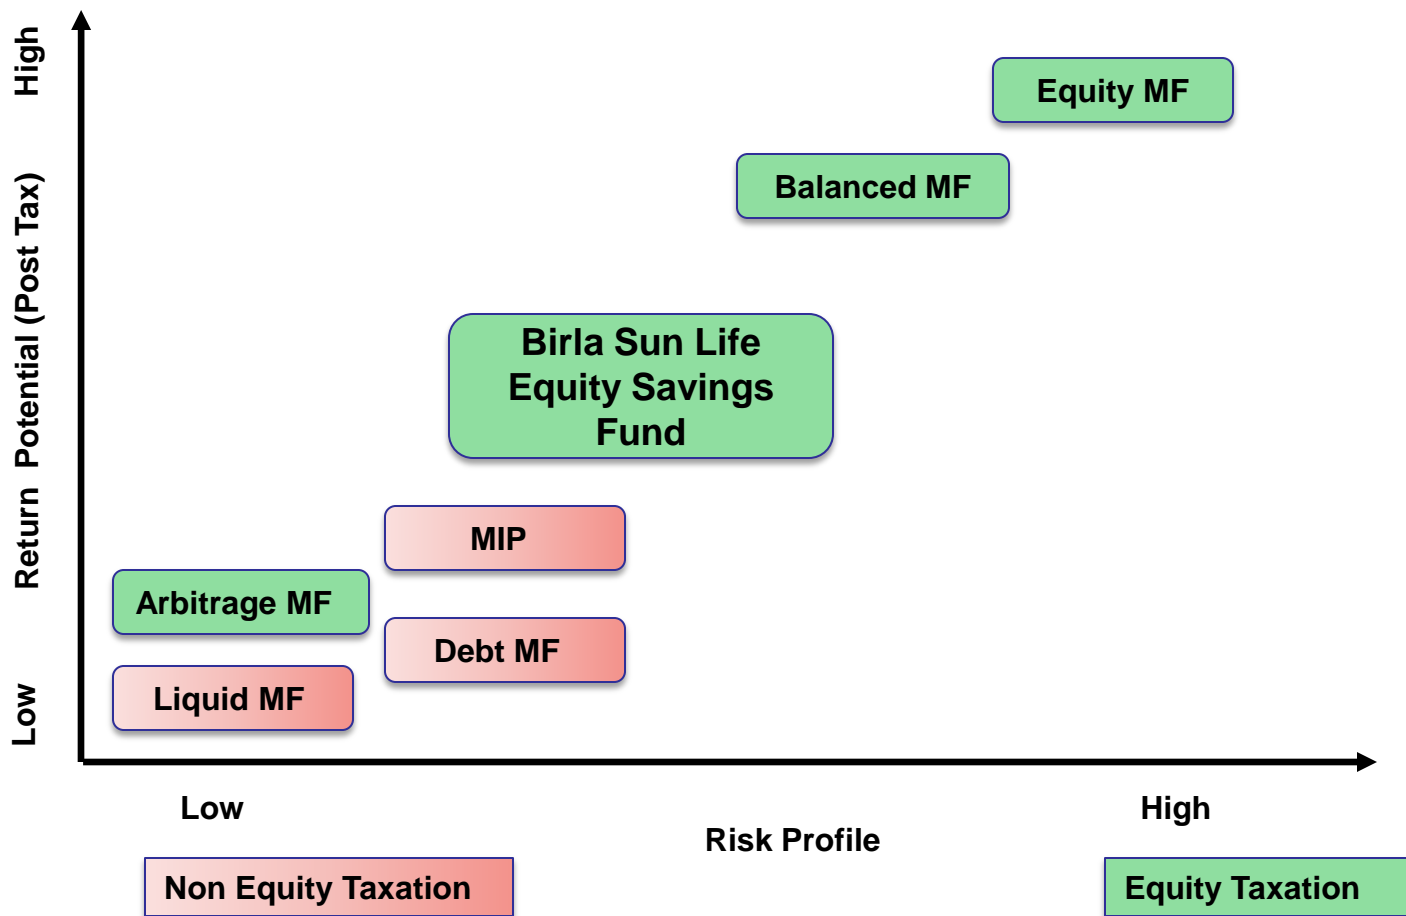 High
Return Potential (Post Tax)
Low
Equity MF
Balanced MF
Birla Sun Life
Equity Savings
Fund
MIP
Arbitrage MF
Debt MF
Liquid MF
Low
High
Risk Profile
Non Equity Taxation
Equity Taxation